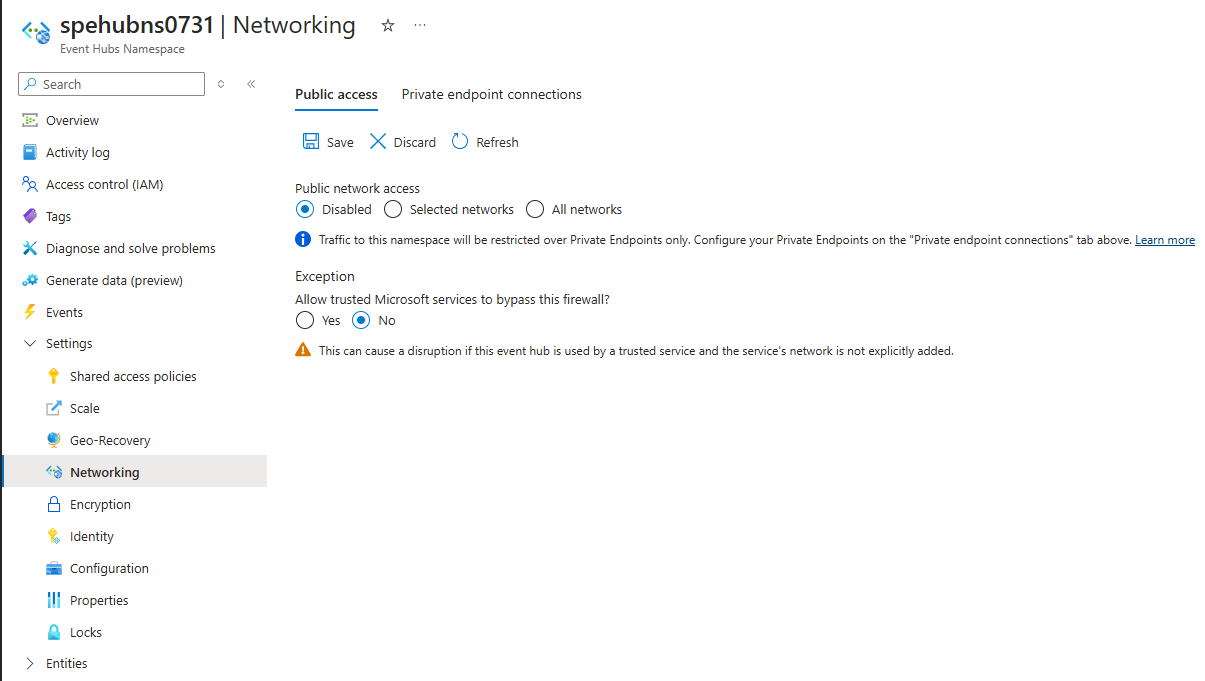 spehubns0731 | Networking
Event Hubs Namespace
Search
Overview
Activity log
Access control (IAM)
Tags
Diagnose and solve problems
Generate data (preview)
Events
Settings
Shared access policies
Scale
Geo-Recovery
Networking
Encryption
Identity
Configuration
Properties
Locks
Entities
Public access Private endpoint connections
Save Discard Refresh
Public network access
Disabled Selected networks All networks
Traffic to this namespace will be restricted over Private Endpoints only. Configure your Private Endpoints on the "Private endpoint connections" tab above. Learn more
Exception
Allow trusted Microsoft services to bypass this firewall?
Yes No
This can cause a disruption if this event hub is used by a trusted service and the service's network is not explicitly added.